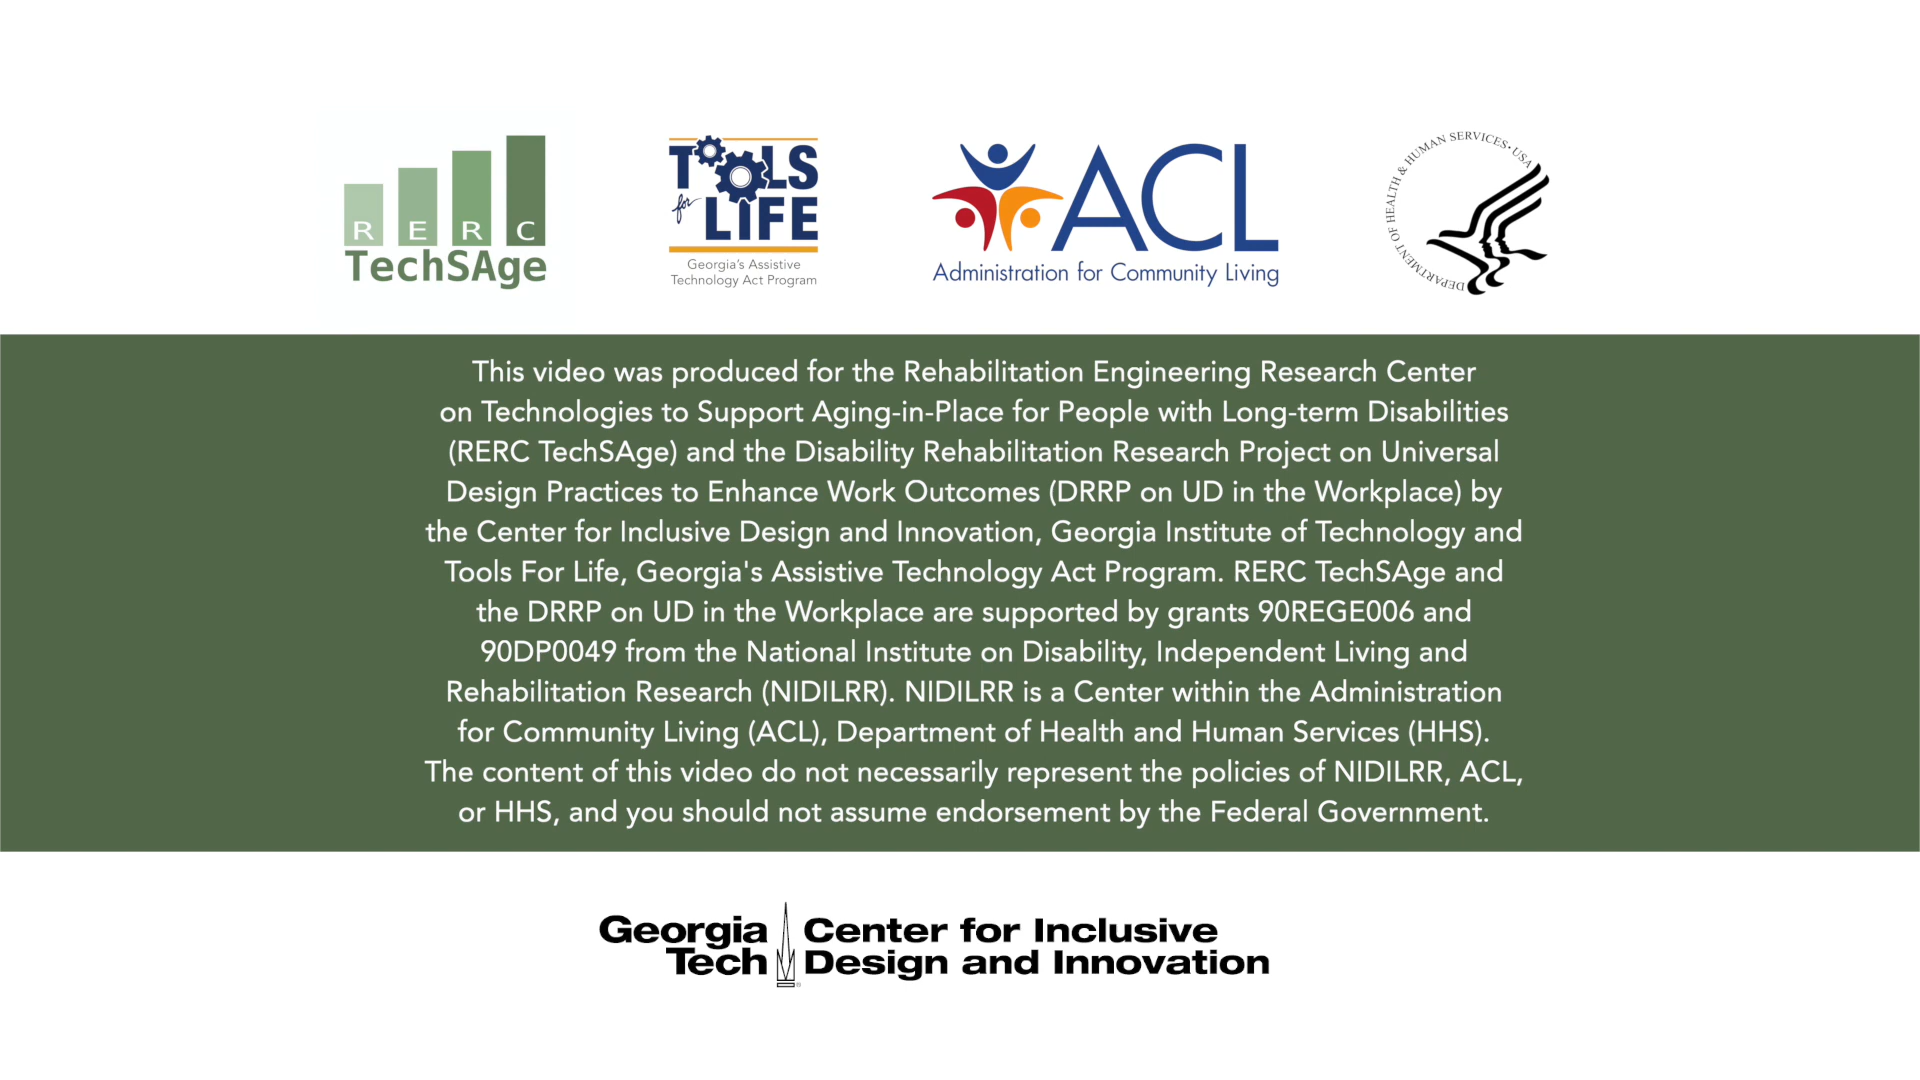 RERC
TechSAge
TOOLS
for LIFE
Georgia's Assistive
Technology Act Program
ACL
Administration for Community Living
DEPARTMENT OF HEALTH & HUMAN SERVICES • USA
This video was produced for the Rehabilitation Engineering Research Center
on Technologies to Support Aging-in-Place for People with Long-term Disabilities
(RERC TechSAge) and the Disability Rehabilitation Research Project on Universal
Design Practices to Enhance Work Outcomes (DRRP on UD in the Workplace) by
the Center for Inclusive Design and Innovation, Georgia Institute of Technology and
Tools For Life, Georgia's Assistive Technology Act Program. RERC TechSAge and
the DRRP on UD in the Workplace are supported by grants 90REGE006 and
90DP0049 from the National Institute on Disability, Independent Living and
Rehabilitation Research (NIDILRR). NIDILRR is a Center within the Administration
for Community Living (ACL), Department of Health and Human Services (HHS).
The content of this video do not necessarily represent the policies of NIDILRR, ACL,
or HHS, and you should not assume endorsement by the Federal Government.
Georgia
Tech
Center for Inclusive
Design and Innovation